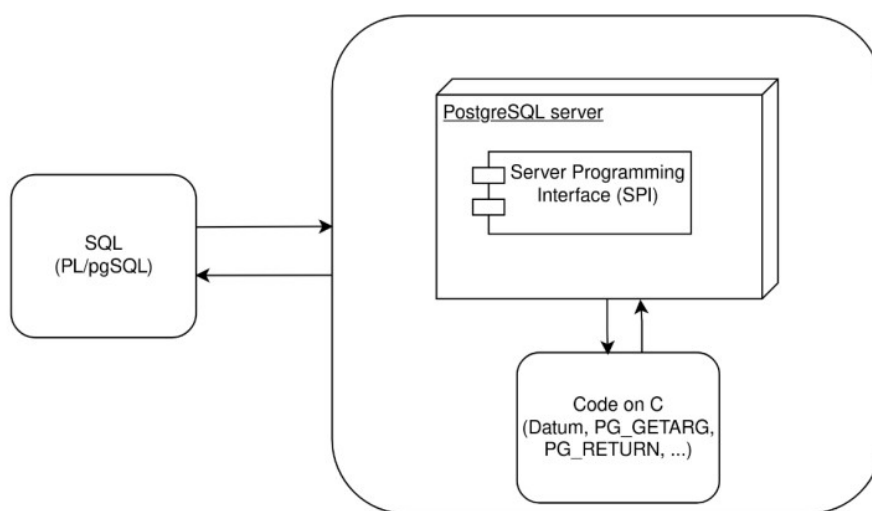 PostgreSQL server
Server Programming
Interface (SPI)
SQL
(PL/pgSQL)
Code on C
(Datum, PG_GETARG,
PG_RETURN, ...)